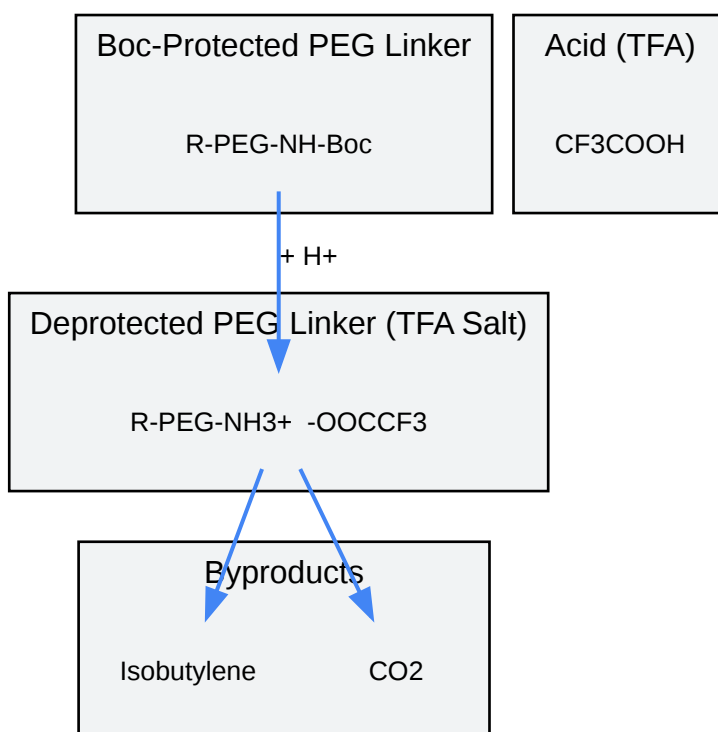 Boc-Protected PEG Linker
Acid (TFA)
R-PEG-NH-Boc
CF3COOH
+ H+
Deprotected PEG Linker (TFA Salt)
R-PEG-NH3+  -OOCCF3
Byproducts
Isobutylene
CO2